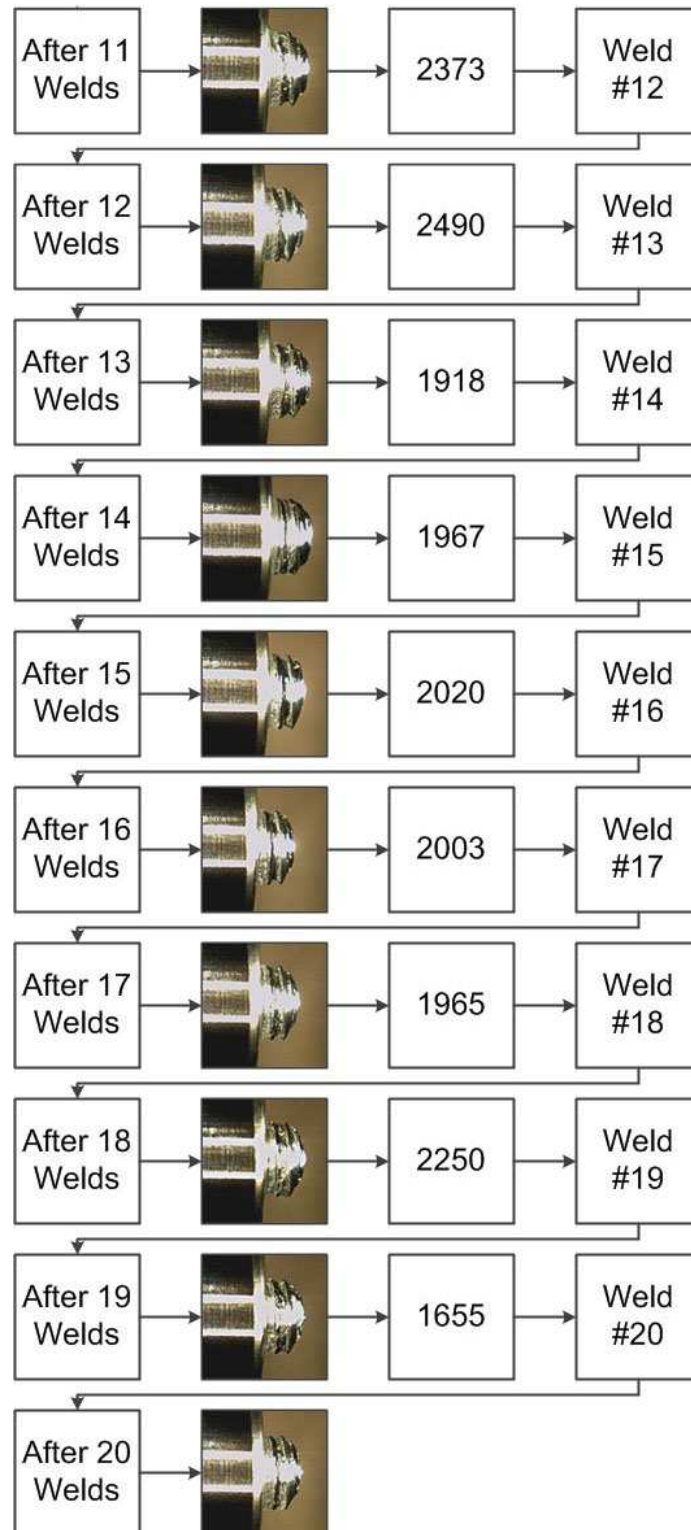 After 11
Welds
2373
Weld
#12
After 12
Welds
2490
Weld
#13
After 13
Welds
1918
Weld
#14
After 14
Welds
1967
Weld
#15
After 15
Welds
2020
Weld
#16
After 16
Welds
2003
Weld
#17
After 17
Welds
1965
Weld
#18
After 18
Welds
2250
Weld
#19
After 19
Welds
1655
Weld
#20
After 20
Welds